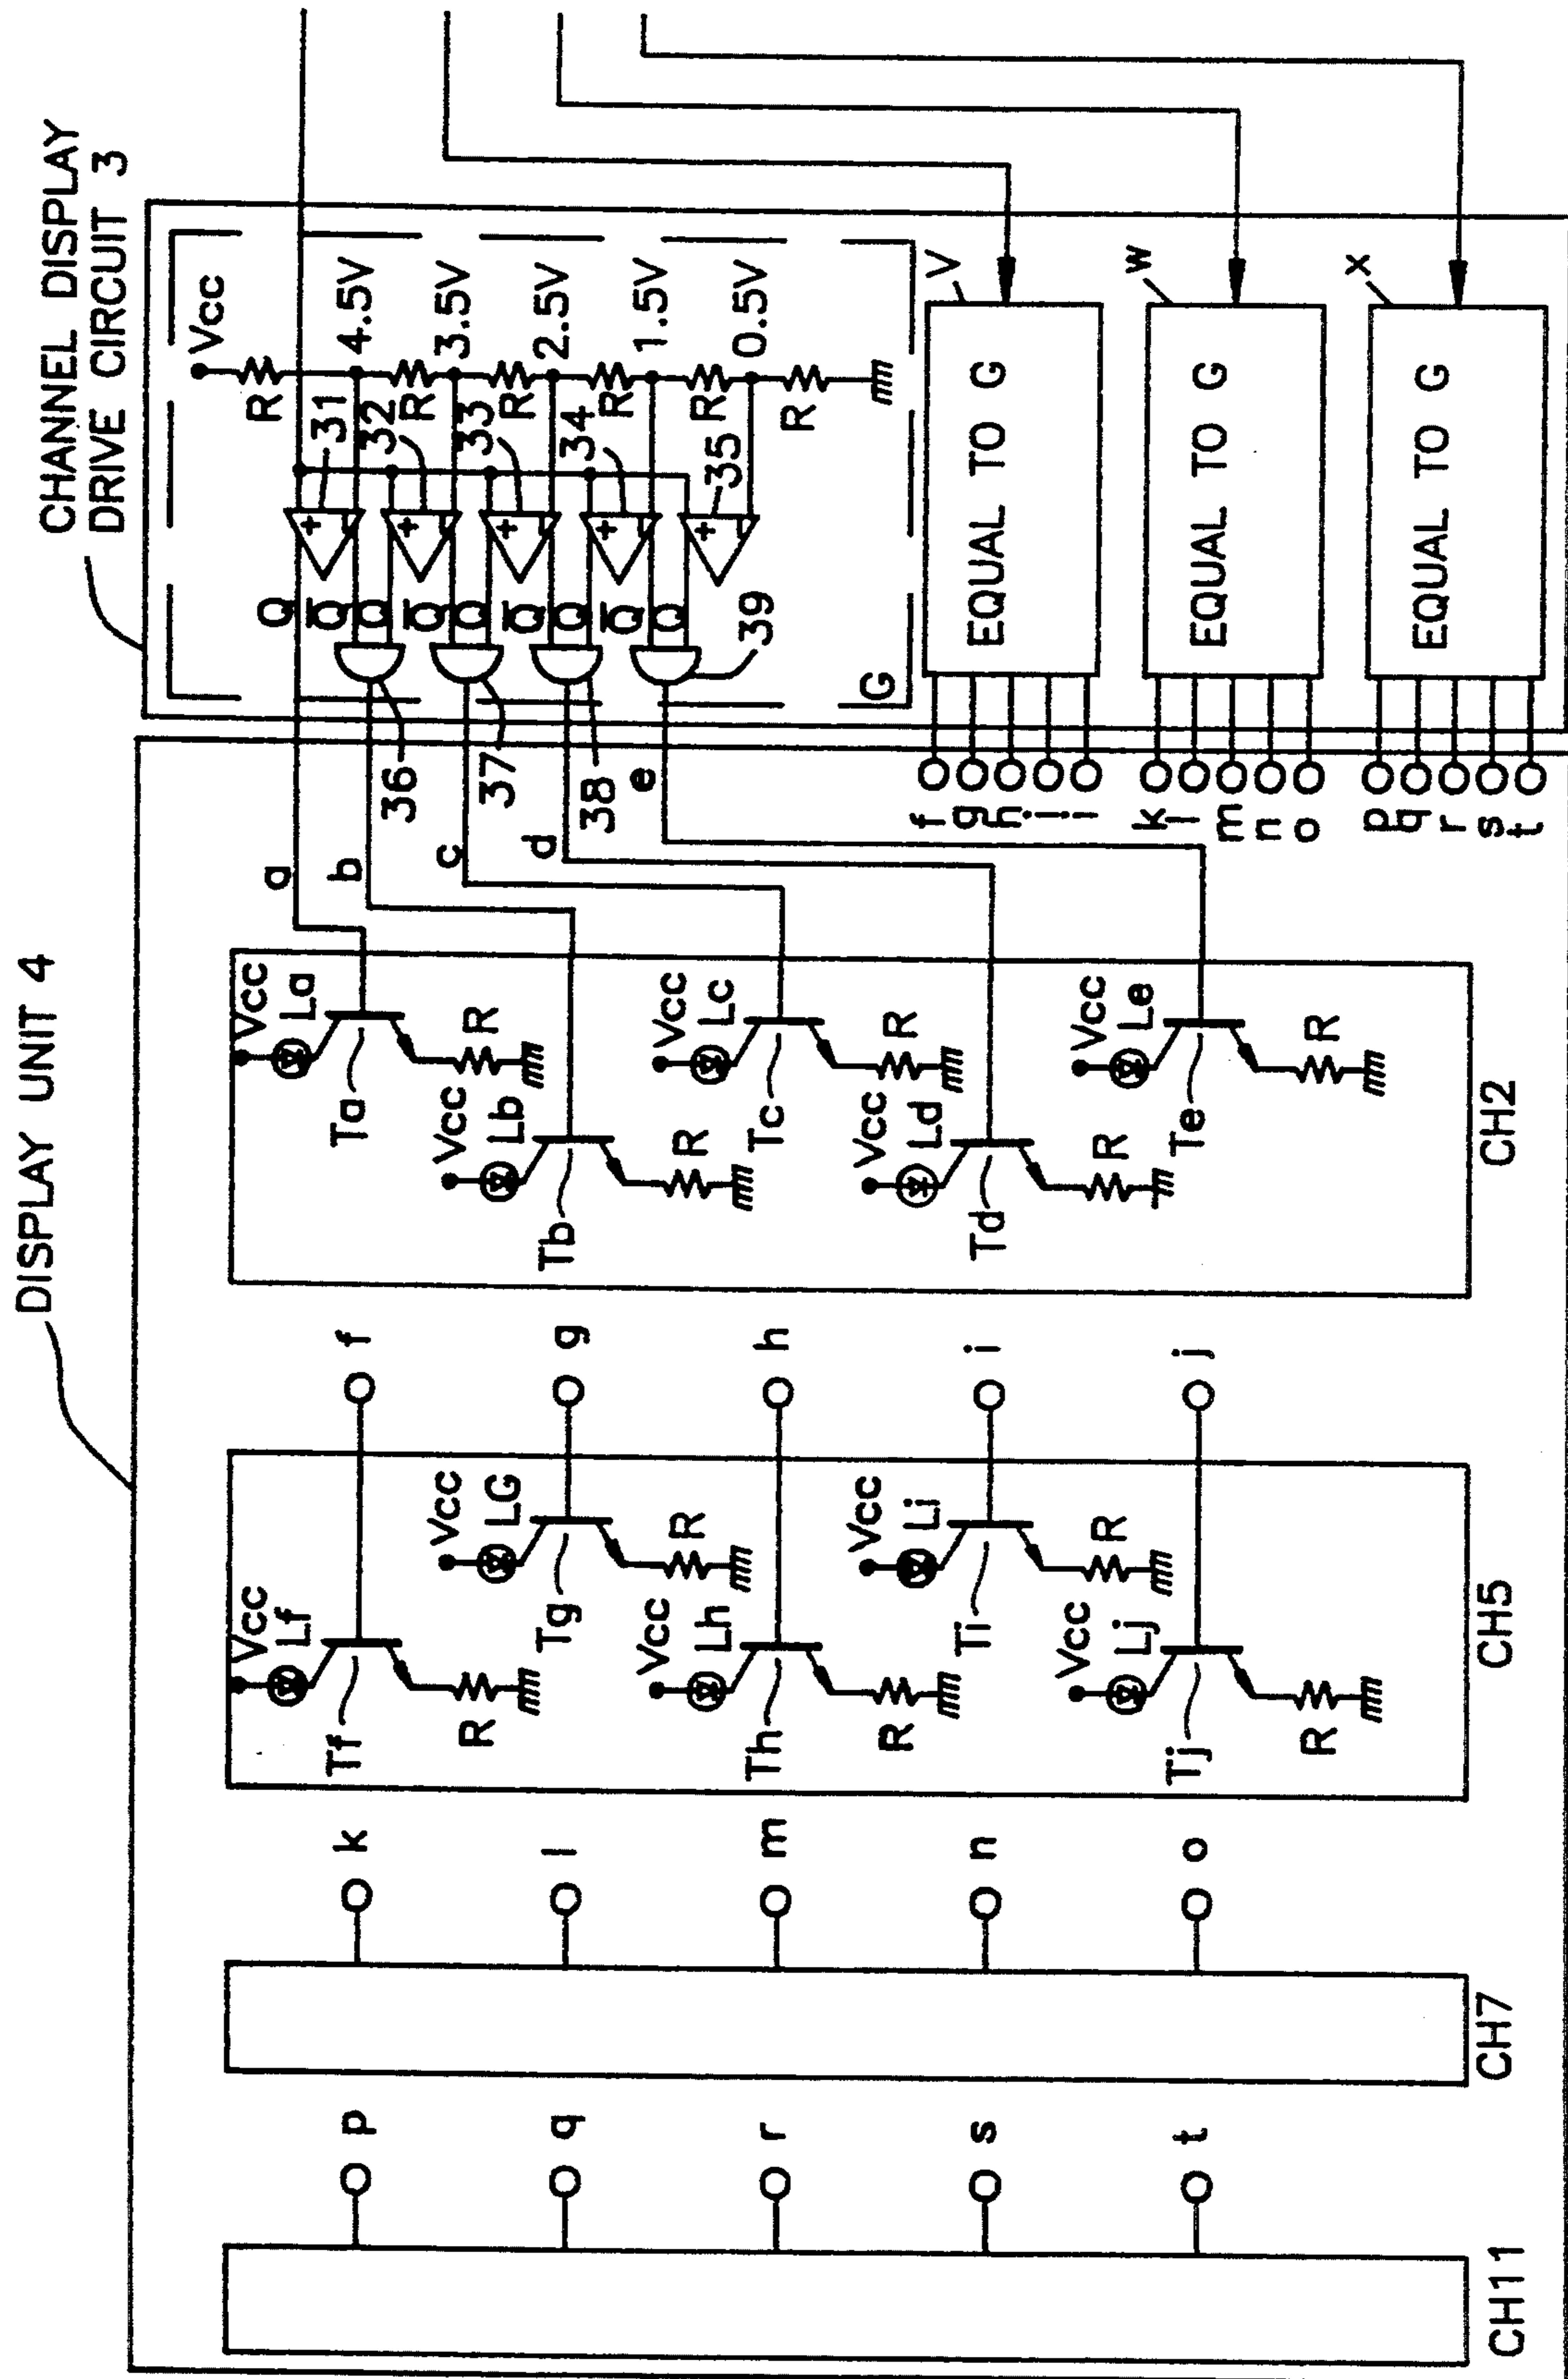 CHANNEL DISPLAY
DRIVE CIRCUIT 3
Vcc
R
31
4.5V
32
R
3.5V
33
R
2.5V
34
R
1.5V
R
35
0.5V
R
+
-
+
-
+
-
+
-
+
-
Q
Q̅
Q
Q̅
Q
Q̅
Q
Q̅
Q
39
36
37
38
G
EQUAL TO G
V
EQUAL TO G
W
EQUAL TO G
X
f
g
h
i
j
k
l
m
n
o
p
q
r
s
t
DISPLAY UNIT 4
a
b
c
d
e
Vcc
La
Ta
R
Vcc
Lb
Tb
R
Vcc
Lc
Tc
R
Vcc
Ld
Td
R
Vcc
Le
Te
R
CH2
f
g
h
i
j
Vcc
Lf
Tf
R
Vcc
LG
Tg
R
Vcc
Lh
Th
R
Vcc
Li
Ti
R
Vcc
Lj
Tj
R
CH5
k
l
m
n
o
CH7
p
q
r
s
t
CH11